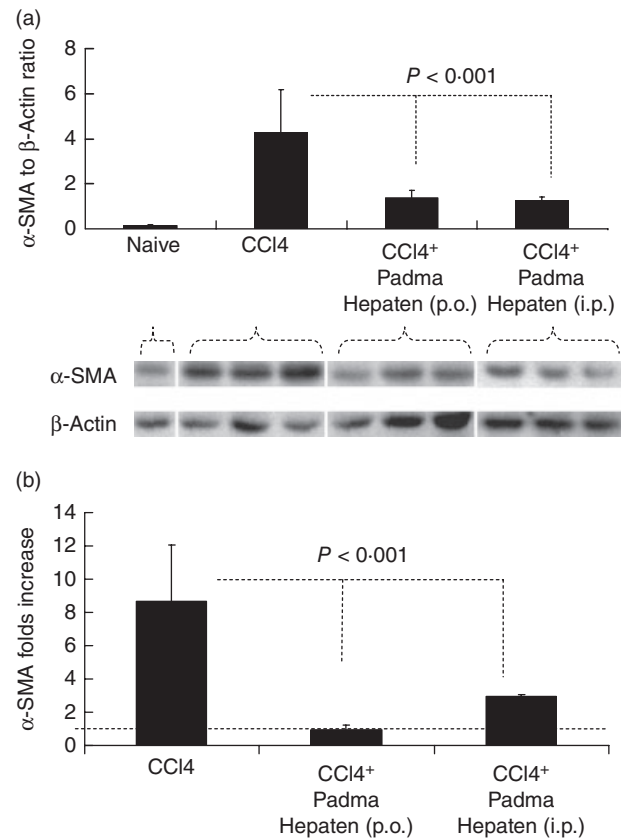 (a)
α-SMA to β-Actin ratio
8
6
4
2
0
P < 0·001
Naive
CCl4
CCl4+
Padma
Hepaten (p.o.)
CCl4+
Padma
Hepaten (i.p.)
α-SMA
β-Actin
(b)
α-SMA folds increase
14
12
10
8
6
4
2
0
P < 0·001
CCl4
CCl4+
Padma
Hepaten (p.o.)
CCl4+
Padma
Hepaten (i.p.)